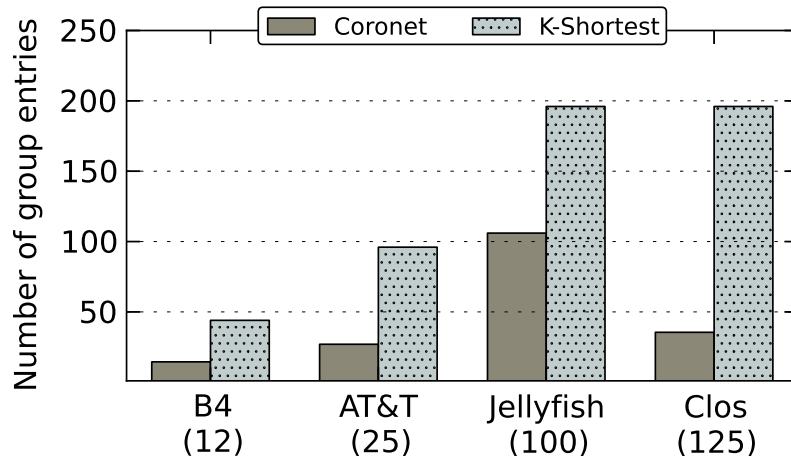 Coronet K-Shortest
Number of group entries
250
200
150
100
50
B4 AT&T Jellyfish Clos
(12) (25) (100) (125)